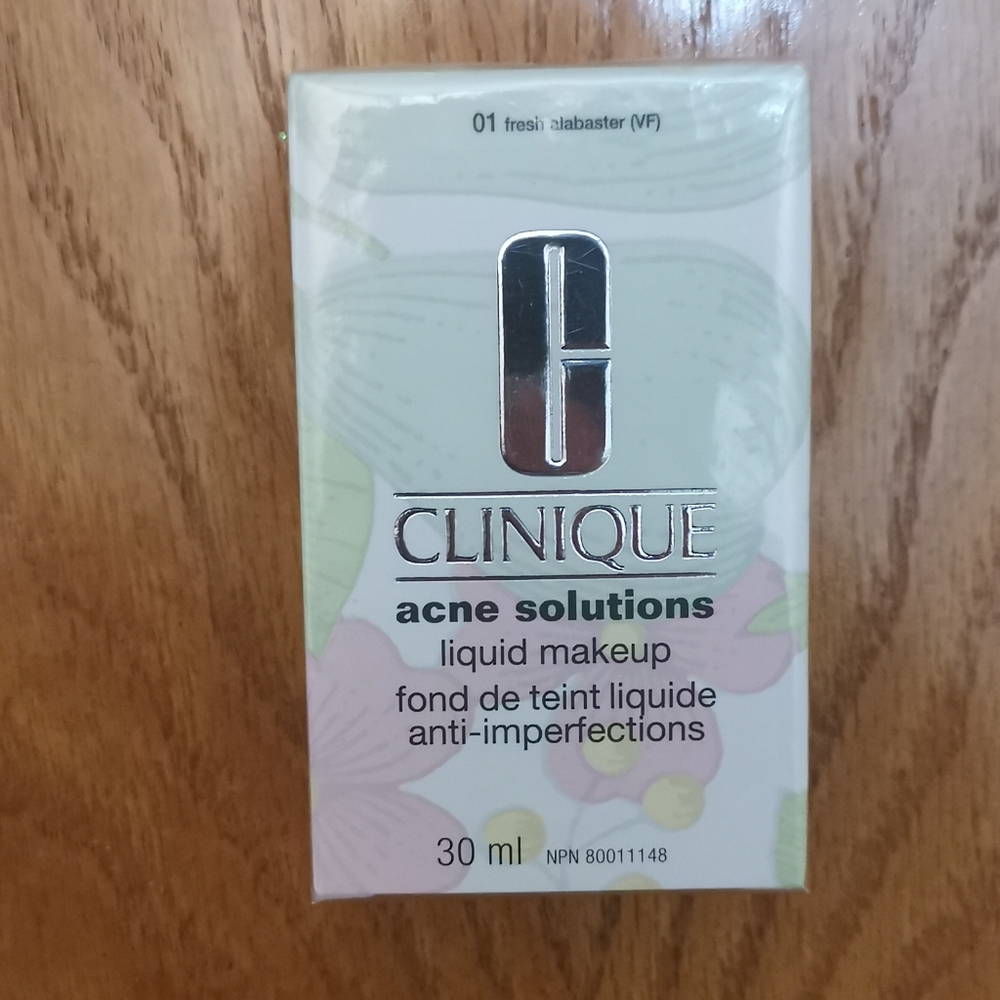 01 fresh alabaster (VF)
CLINIQUE
acne solutions
liquid makeup
fond de teint liquide
anti-imperfections
30 ml NPN 80011148